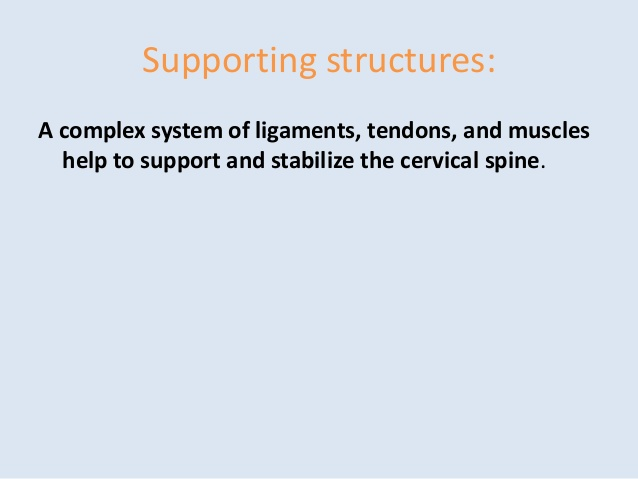 Supporting structures:
A complex system of ligaments, tendons, and muscles
help to support and stabilize the cervical spine.